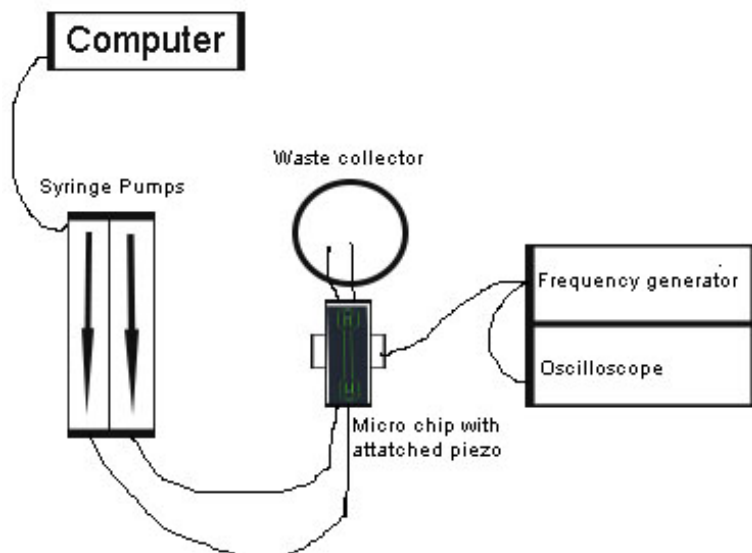 Computer
Waste collector
Syringe Pumps
Frequency generator
Oscilloscope
Micro chip with
attatched piezo